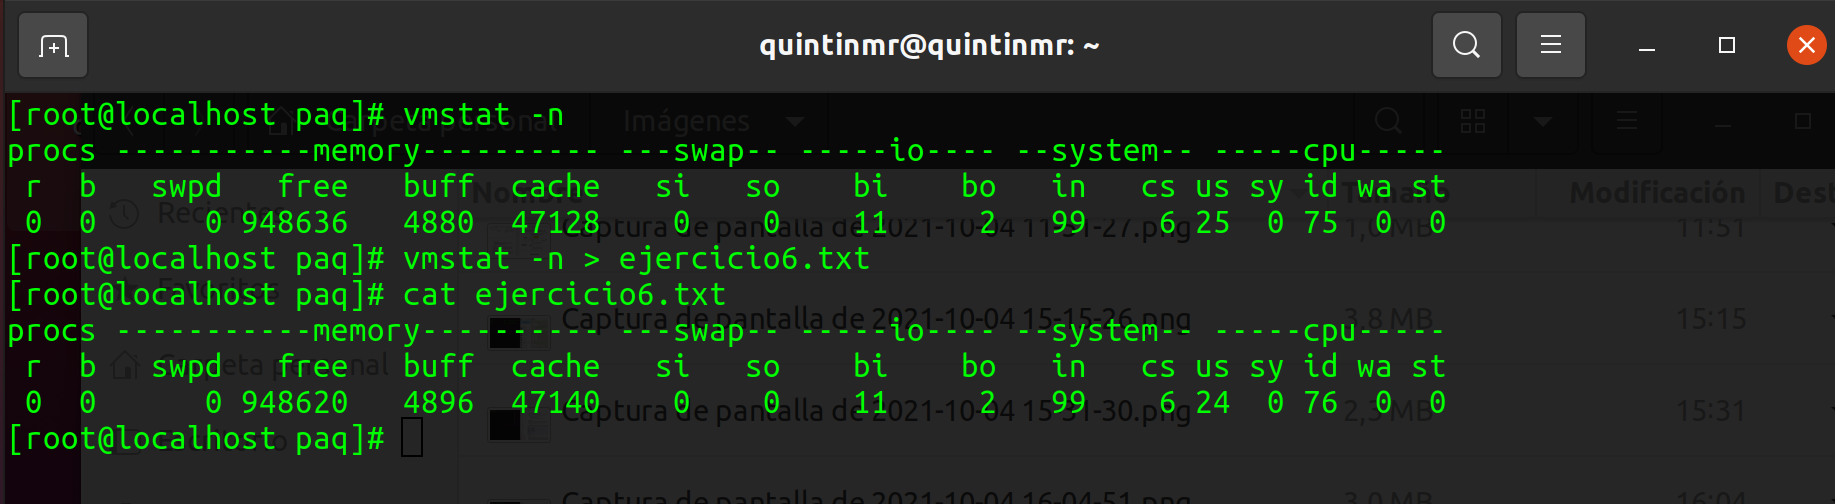 quintinmr@quintinmr: ~
[root@localhost paq]# vmstat -n
procs -----------memory---------- ---swap-- -----io---- --system-- -----cpu-----
r b swpd free buff cache si so bi bo in cs us sy id wa st
0 0 0 948636 4880 47128 0 0 11 2 99 6 25 0 75 0 0
[root@localhost paq]# vmstat -n > ejercicio6.txt
[root@localhost paq]# cat ejercicio6.txt
procs -----------memory---------- ---swap-- -----io---- --system-- -----cpu-----
r b swpd free buff cache si so bi bo in cs us sy id wa st
0 0 0 948620 4896 47140 0 0 11 2 99 6 24 0 76 0 0
[root@localhost paq]#
Carpeta personal Imágenes
Nombre Tamaño Modificación
Recientes
Captura de pantalla de 2021-10-04 11-51-27.png 11:51
Favoritos
Captura de pantalla de 2021-10-04 15-15-26.png 3,8 MB 15:15
Carpeta personal
Captura de pantalla de 2021-10-04 15-31-30.png 2,3 MB 15:31
Captura de pantalla de 2021-10-04 16-04-51.png 3,0 MB 16:04